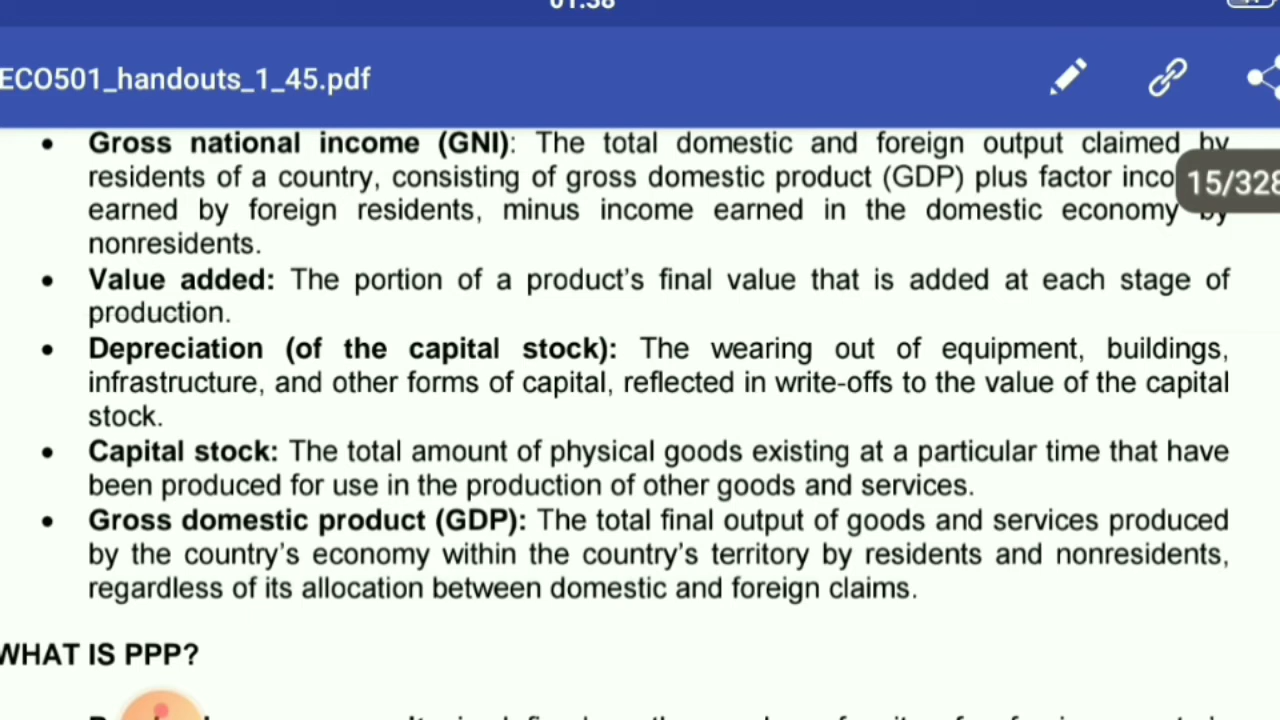 01:38
ECO501_handouts_1_45.pdf
• Gross national income (GNI): The total domestic and foreign output claimed by
residents of a country, consisting of gross domestic product (GDP) plus factor inco
15/328
earned by foreign residents, minus income earned in the domestic economy by
nonresidents.
• Value added: The portion of a product's final value that is added at each stage of
production.
• Depreciation (of the capital stock): The wearing out of equipment, buildings,
infrastructure, and other forms of capital, reflected in write-offs to the value of the capital
stock.
• Capital stock: The total amount of physical goods existing at a particular time that have
been produced for use in the production of other goods and services.
• Gross domestic product (GDP): The total final output of goods and services produced
by the country's economy within the country's territory by residents and nonresidents,
regardless of its allocation between domestic and foreign claims.
WHAT IS PPP?